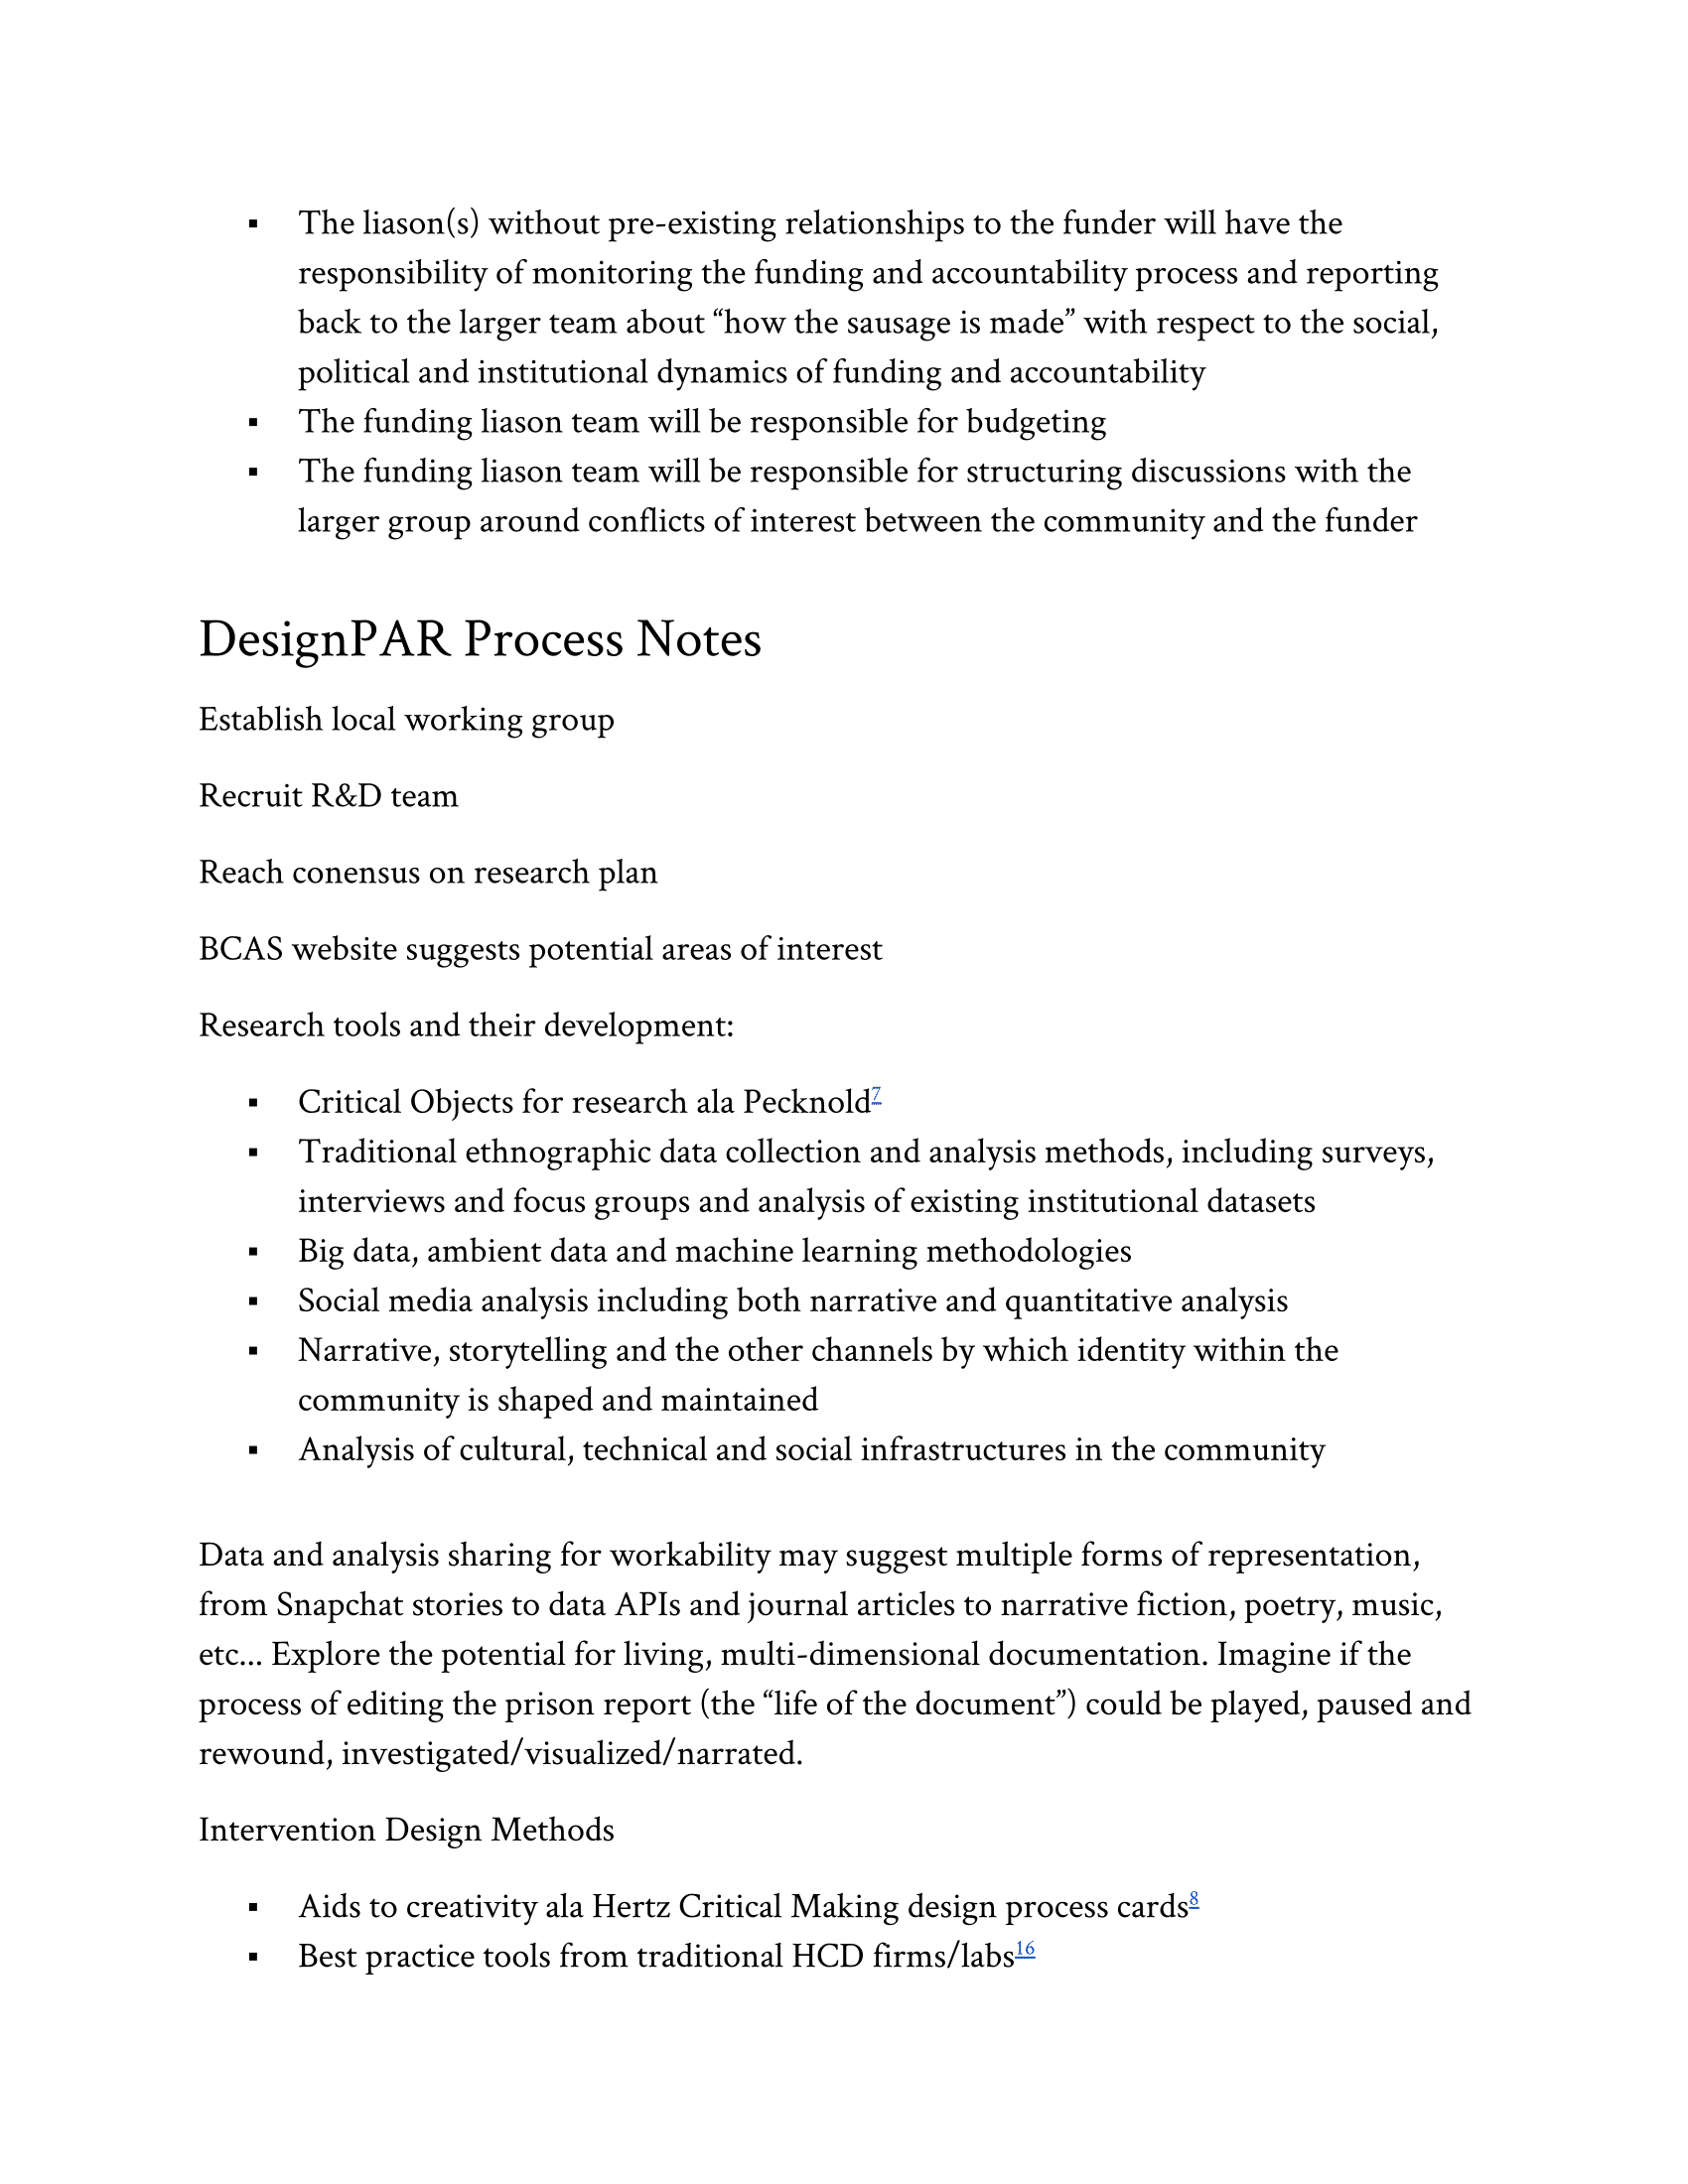 ▪ The liason(s) without pre-existing relationships to the funder will have the
responsibility of monitoring the funding and accountability process and reporting
back to the larger team about “how the sausage is made” with respect to the social,
political and institutional dynamics of funding and accountability
▪ The funding liason team will be responsible for budgeting
▪ The funding liason team will be responsible for structuring discussions with the
larger group around conflicts of interest between the community and the funder
DesignPAR Process Notes
Establish local working group
Recruit R&D team
Reach conensus on research plan
BCAS website suggests potential areas of interest
Research tools and their development:
▪ Critical Objects for research ala Pecknold7
▪ Traditional ethnographic data collection and analysis methods, including surveys,
interviews and focus groups and analysis of existing institutional datasets
▪ Big data, ambient data and machine learning methodologies
▪ Social media analysis including both narrative and quantitative analysis
▪ Narrative, storytelling and the other channels by which identity within the
community is shaped and maintained
▪ Analysis of cultural, technical and social infrastructures in the community
Data and analysis sharing for workability may suggest multiple forms of representation,
from Snapchat stories to data APIs and journal articles to narrative fiction, poetry, music,
etc... Explore the potential for living, multi-dimensional documentation. Imagine if the
process of editing the prison report (the “life of the document”) could be played, paused and
rewound, investigated/visualized/narrated.
Intervention Design Methods
▪ Aids to creativity ala Hertz Critical Making design process cards8
▪ Best practice tools from traditional HCD firms/labs16